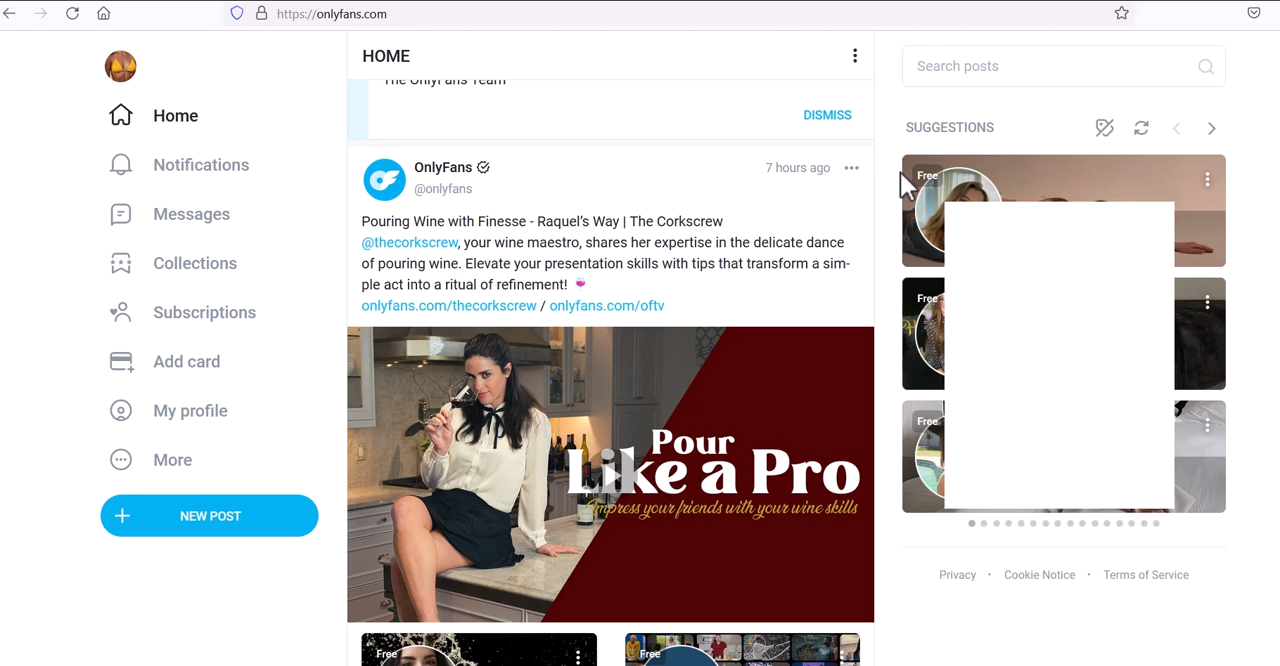 https://onlyfans.com
HOME
The OnlyFans Team
DISMISS
Home
Notifications
Messages
Collections
Subscriptions
Add card
My profile
More
NEW POST
OnlyFans
@onlyfans
7 hours ago
Pouring Wine with Finesse - Raquel’s Way | The Corkscrew
@thecorkscrew, your wine maestro, shares her expertise in the delicate dance
of pouring wine. Elevate your presentation skills with tips that transform a sim-
ple act into a ritual of refinement! 🍷
onlyfans.com/thecorkscrew / onlyfans.com/oftv
Pour
Like a Pro
Impress your friends with your wine skills
Free
Free
Search posts
SUGGESTIONS
Free
Free
Free
Privacy · Cookie Notice · Terms of Service